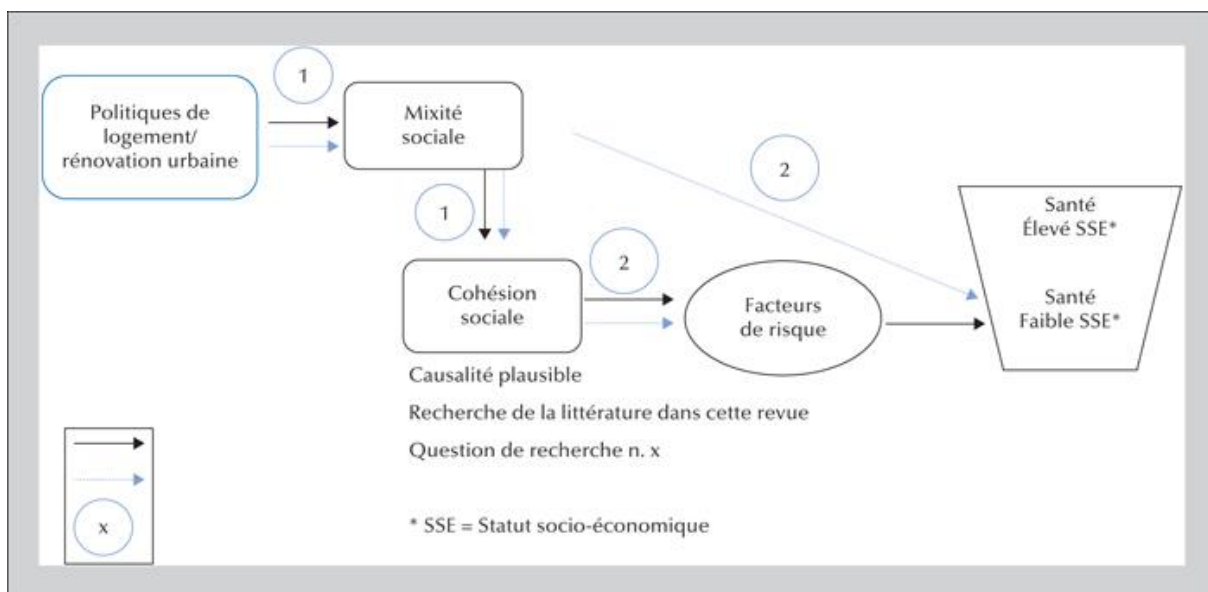 1
Politiques de
logement/
rénovation urbaine
Mixité
sociale
2
1
Santé
Élevé SSE*
2
Cohésion
sociale
Facteurs
de risque
Santé
Faible SSE*
Causalité plausible
Recherche de la littérature dans cette revue
Question de recherche n. x
x
* SSE = Statut socio-économique